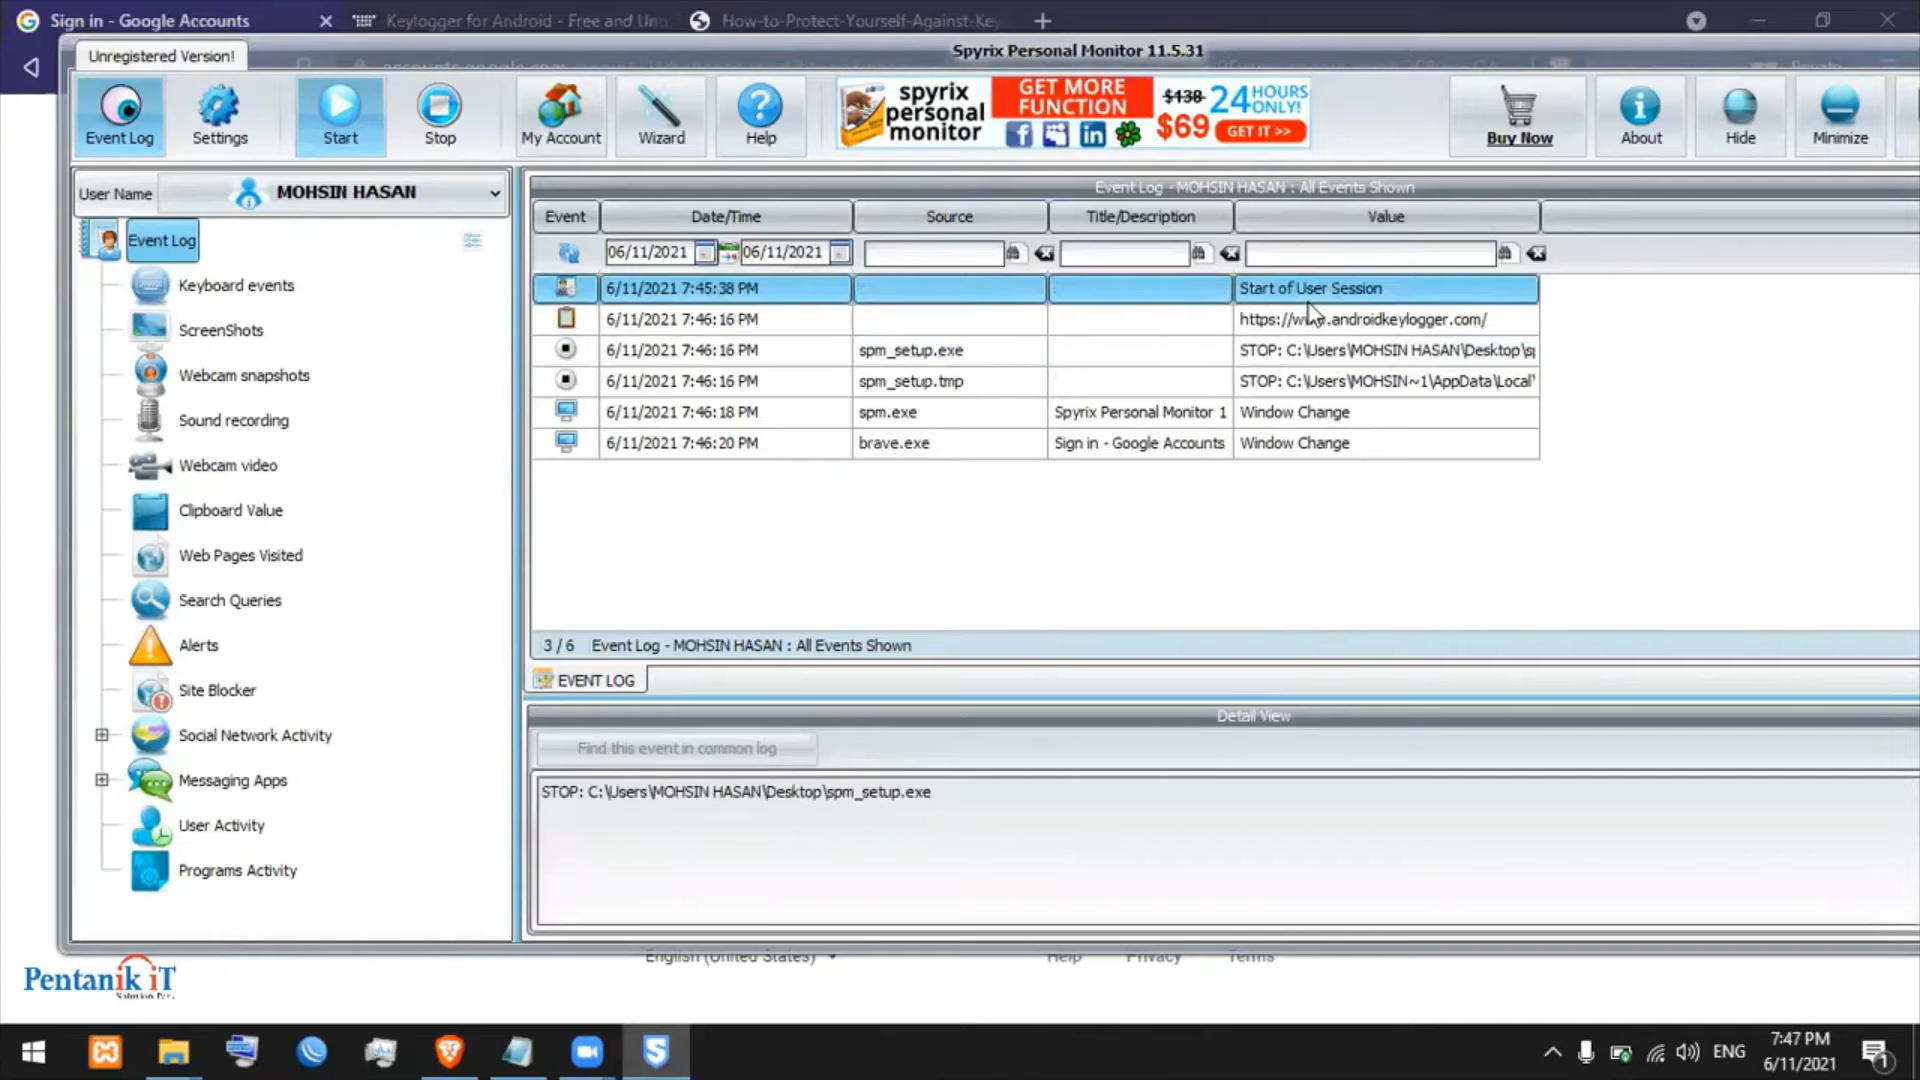 Sign in - Google Accounts
Keylogger for Android - Free and Un
How-to-Protect-Yourself-Against-Ke
Unregistered Version!
Spyrix Personal Monitor 11.5.31
Event Log
Settings
Start
Stop
My Account
Wizard
Help
spyrix
personal
monitor
GET MORE
FUNCTION
$138
$69
24 HOURS
ONLY!
GET IT >>
Buy Now
About
Hide
Minimize
User Name
MOHSIN HASAN
Event Log
Keyboard events
ScreenShots
Webcam snapshots
Sound recording
Webcam video
Clipboard Value
Web Pages Visited
Search Queries
Alerts
Site Blocker
Social Network Activity
Messaging Apps
User Activity
Programs Activity
Event Log - MOHSIN HASAN : All Events Shown
Event Date/Time Source Title/Description Value
06/11/2021 06/11/2021
6/11/2021 7:45:38 PM Start of User Session
6/11/2021 7:46:16 PM https://www.androidkeylogger.com/
6/11/2021 7:46:16 PM spm_setup.exe STOP: C:\Users\MOHSIN HASAN\Desktop\sp
6/11/2021 7:46:16 PM spm_setup.tmp STOP: C:\Users\MOHSIN~1\AppData\Local\
6/11/2021 7:46:18 PM spm.exe Spyrix Personal Monitor 1 Window Change
6/11/2021 7:46:20 PM brave.exe Sign in - Google Accounts Window Change
3 / 6 Event Log - MOHSIN HASAN : All Events Shown
EVENT LOG
Detail View
Find this event in common log
STOP: C:\Users\MOHSIN HASAN\Desktop\spm_setup.exe
English (United States)
Help
Privacy
Terms
Pentanik iT
ENG
7:47 PM
6/11/2021
1